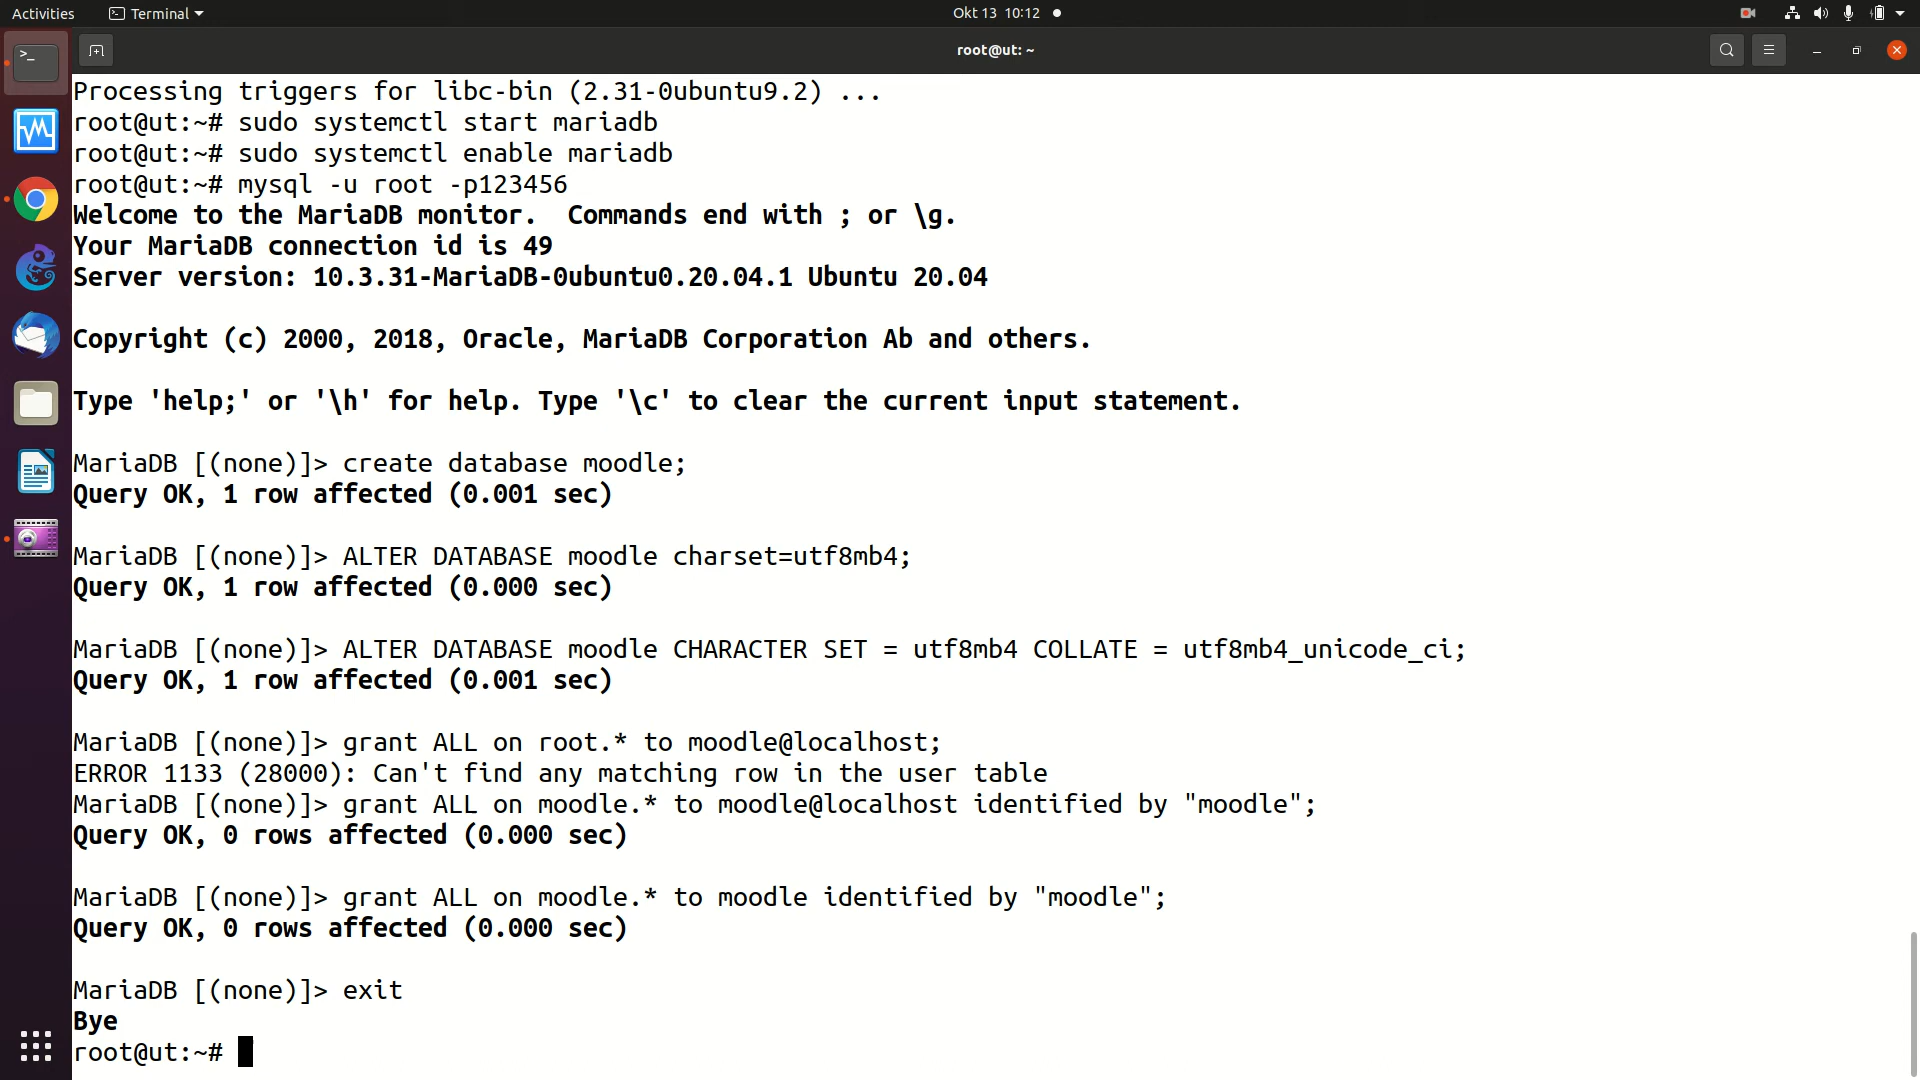 Activities
Terminal
Okt 13 10:12
root@ut: ~
Processing triggers for libc-bin (2.31-0ubuntu9.2) ...
root@ut:~# sudo systemctl start mariadb
root@ut:~# sudo systemctl enable mariadb
root@ut:~# mysql -u root -p123456
Welcome to the MariaDB monitor.  Commands end with ; or \g.
Your MariaDB connection id is 49
Server version: 10.3.31-MariaDB-0ubuntu0.20.04.1 Ubuntu 20.04
Copyright (c) 2000, 2018, Oracle, MariaDB Corporation Ab and others.
Type 'help;' or '\h' for help. Type '\c' to clear the current input statement.
MariaDB [(none)]> create database moodle;
Query OK, 1 row affected (0.001 sec)
MariaDB [(none)]> ALTER DATABASE moodle charset=utf8mb4;
Query OK, 1 row affected (0.000 sec)
MariaDB [(none)]> ALTER DATABASE moodle CHARACTER SET = utf8mb4 COLLATE = utf8mb4_unicode_ci;
Query OK, 1 row affected (0.001 sec)
MariaDB [(none)]> grant ALL on root.* to moodle@localhost;
ERROR 1133 (28000): Can't find any matching row in the user table
MariaDB [(none)]> grant ALL on moodle.* to moodle@localhost identified by "moodle";
Query OK, 0 rows affected (0.000 sec)
MariaDB [(none)]> grant ALL on moodle.* to moodle identified by "moodle";
Query OK, 0 rows affected (0.000 sec)
MariaDB [(none)]> exit
Bye
root@ut:~#